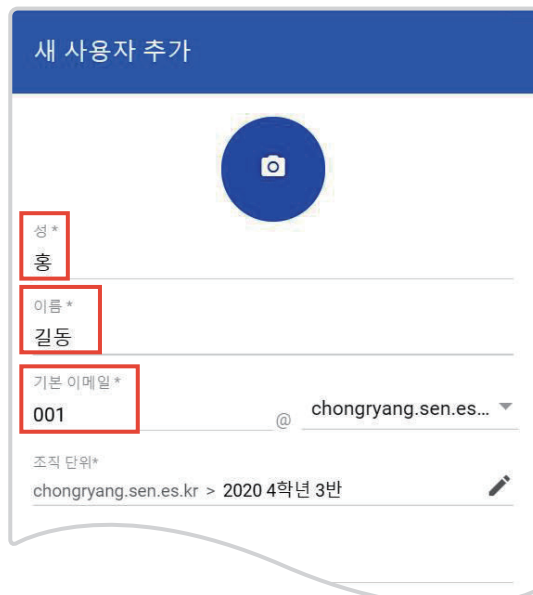 새 사용자 추가
성 *
홍
이름 *
길동
기본 이메일 *
001 @ chongryang.sen.es...
조직 단위*
chongryang.sen.es.kr > 2020 4학년 3반